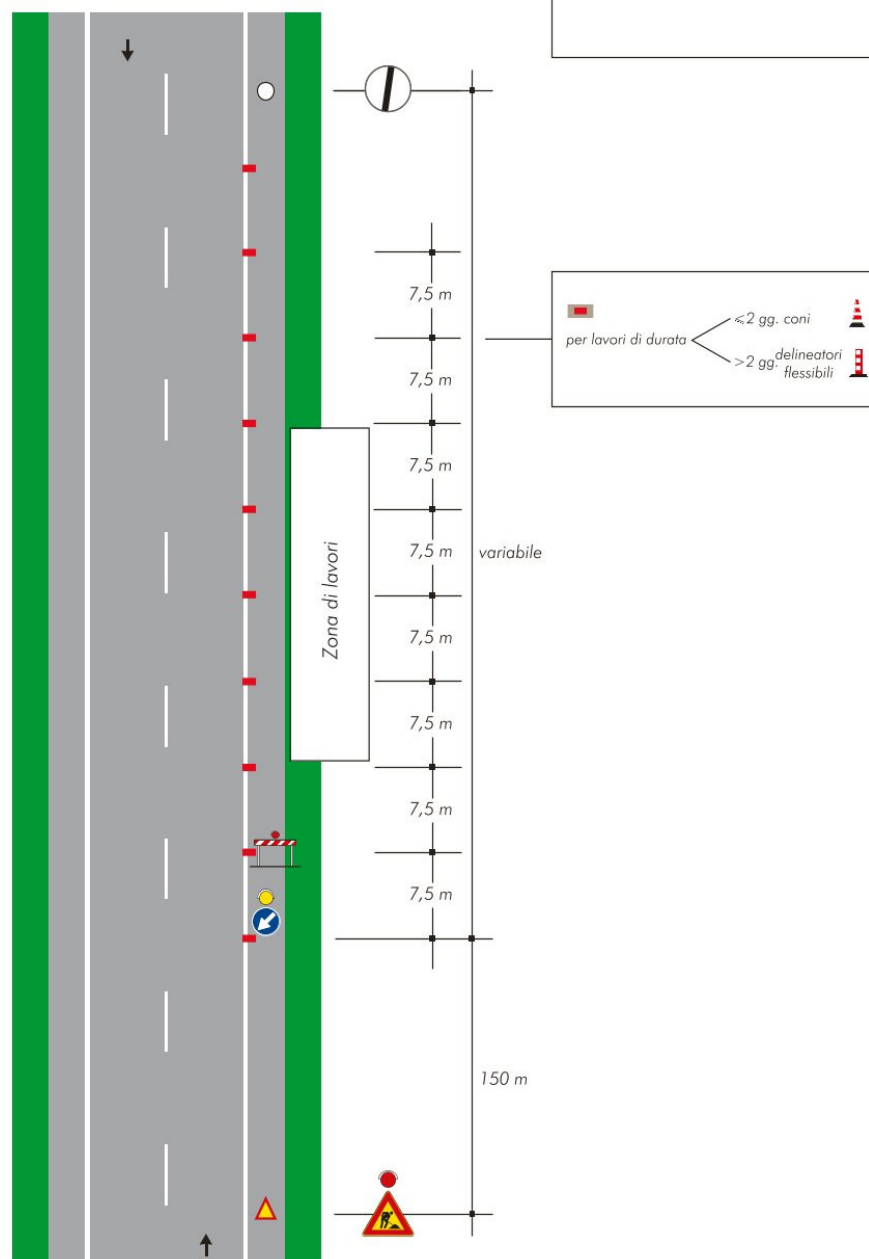 7,5 m
per lavori di durata
⩽2 gg. coni
>2 gg. delineatori
flessibili
7,5 m
7,5 m
Zona di lavori
7,5 m
variabile
7,5 m
7,5 m
7,5 m
7,5 m
150 m